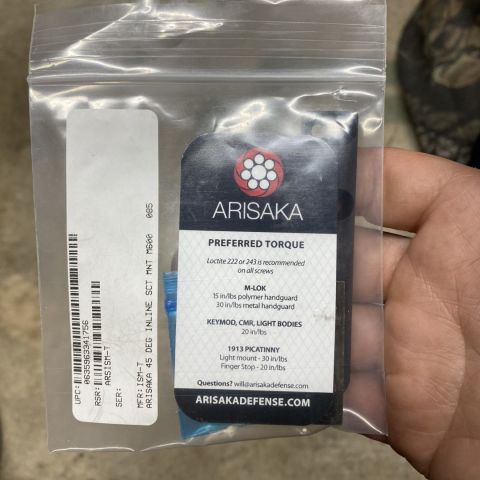 ARISAKA
PREFERRED TORQUE
Loctite 222 or 243 is recommended
on all screws
M-LOK
15 in/lbs polymer handguard
30 in/lbs metal handguard
KEYMOD, CMR, LIGHT BODIES
20 in/lbs
1913 PICATINNY
Light mount - 30 in/lbs
Finger Stop - 20 in/lbs
Questions? will@arisakadefense.com
ARISAKADEFENSE.COM
UPC:
0635963341756
RSR:
ARSISM-T
SER:
MFR:ISM-T
ARISAKA 45 DEG INLINE SCT MNT M600 085